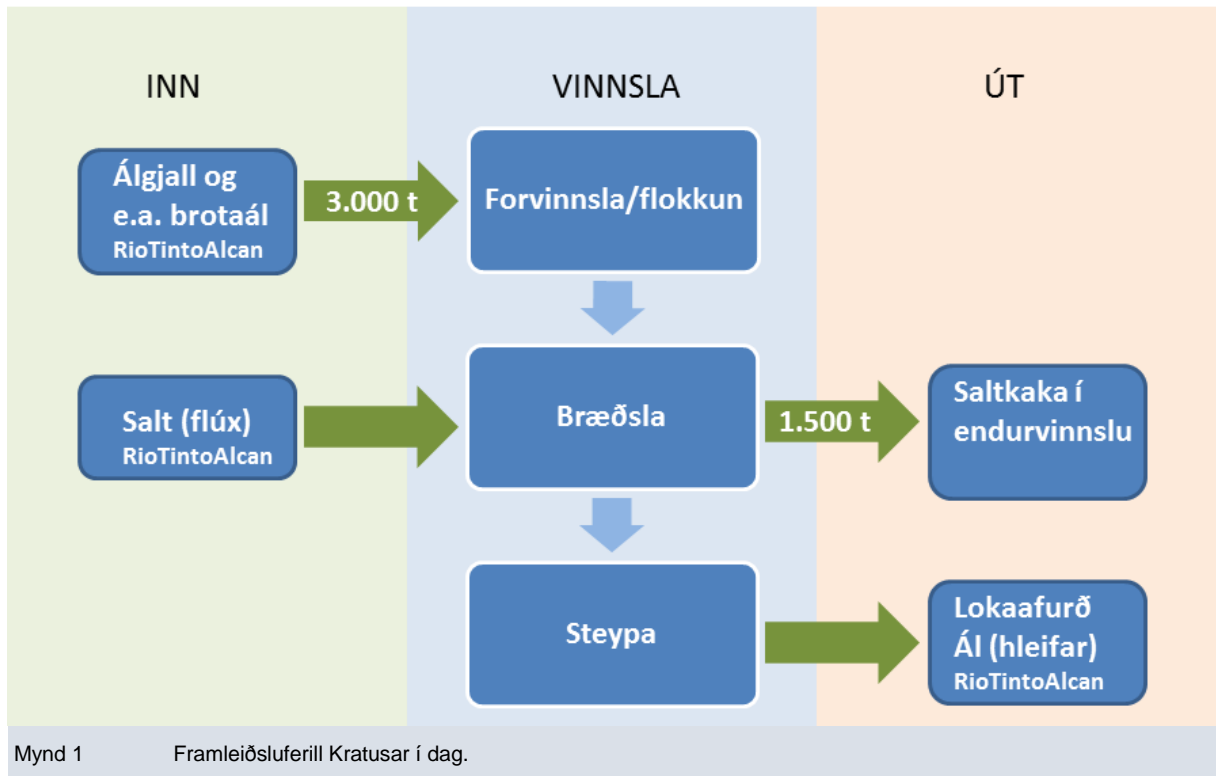 INN
VINNSLA
ÚT
Álgjall og
e.a. brotaál
RioTintoAlcan
3.000 t
Forvinnsla/flokkun
Salt (flúx)
RioTintoAlcan
Bræðsla
1.500 t
Saltkaka í
endurvinnslu
Steypa
Lokaafurð
Ál (hleifar)
RioTintoAlcan
Mynd 1 Framleiðsluferill Kratusar í dag.